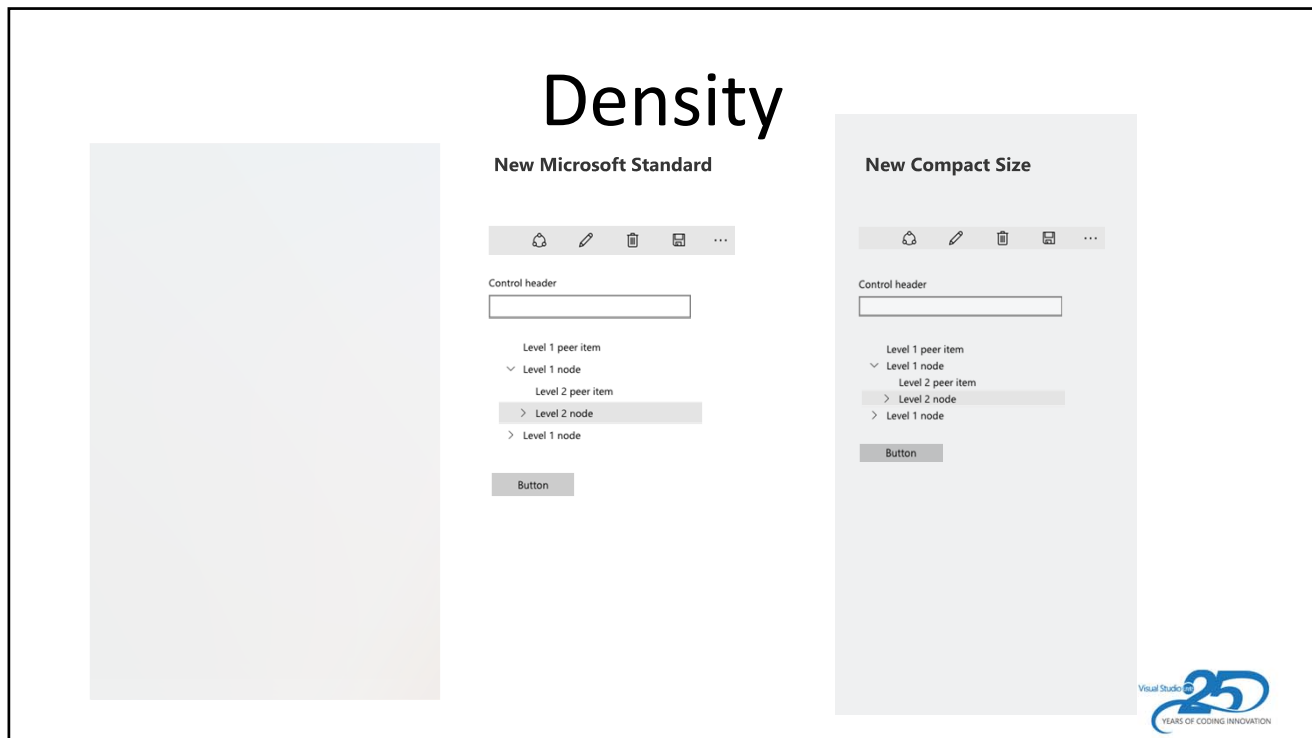 Density
New Microsoft Standard
Control header
Level 1 peer item
Level 1 node
Level 2 peer item
Level 2 node
Level 1 node
Button
New Compact Size
Control header
Level 1 peer item
Level 1 node
Level 2 peer item
Level 2 node
Level 1 node
Button
Visual Studio LIVE! 25
YEARS OF CODING INNOVATION